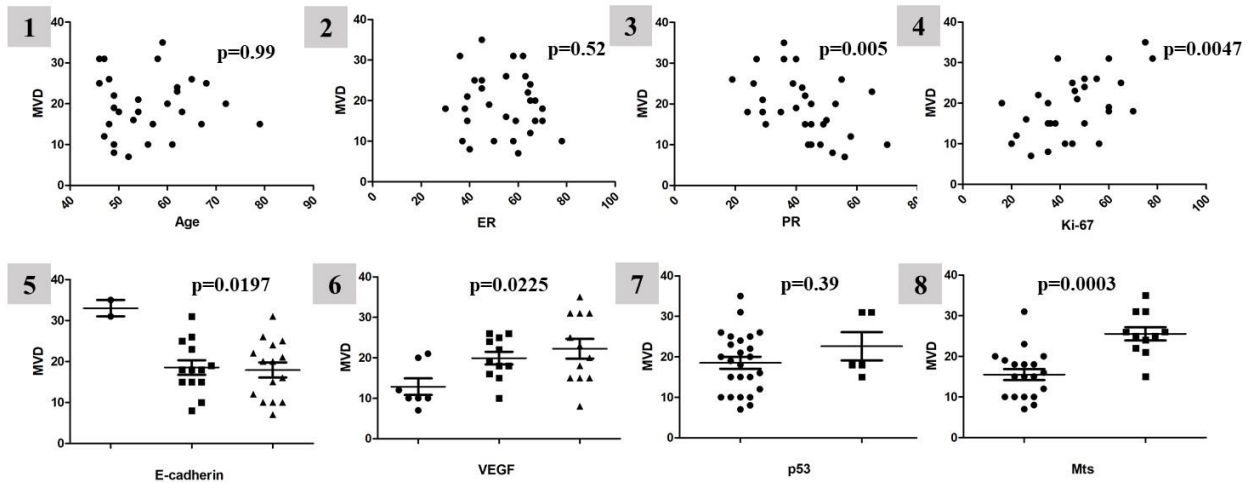 1
p=0.99
MVD
40
30
20
10
0
40
50
60
70
80
90
Age
2
p=0.52
MVD
40
30
20
10
0
0
20
40
60
80
100
ER
3
p=0.005
MVD
40
30
20
10
0
0
20
40
60
80
PR
4
p=0.0047
MVD
40
30
20
10
0
0
20
40
60
80
100
Ki-67
5
p=0.0197
MVD
40
30
20
10
0
E-cadherin
6
p=0.0225
MVD
40
30
20
10
0
VEGF
7
p=0.39
MVD
40
30
20
10
0
p53
8
p=0.0003
MVD
40
30
20
10
0
Mts